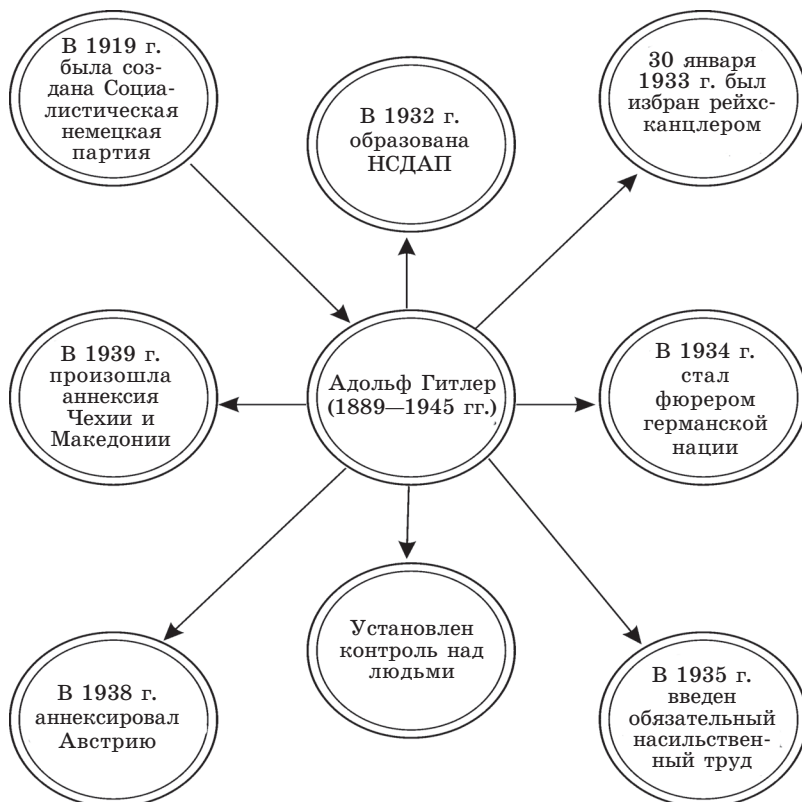 В 1919 г.
была соз-
дана Социа-
листическая
немецкая
партия
В 1932 г.
образована
НСДАП
30 января
1933 г. был
избран рейхс-
канцлером
В 1939 г.
произошла
аннексия
Чехии и
Македонии
Адольф Гитлер
(1889—1945 гг.)
В 1934 г.
стал
фюрером
германской
нации
В 1938 г.
аннексировал
Австрию
Установлен
контроль над
людьми
В 1935 г.
введен
обязательный
насильствен-
ный труд